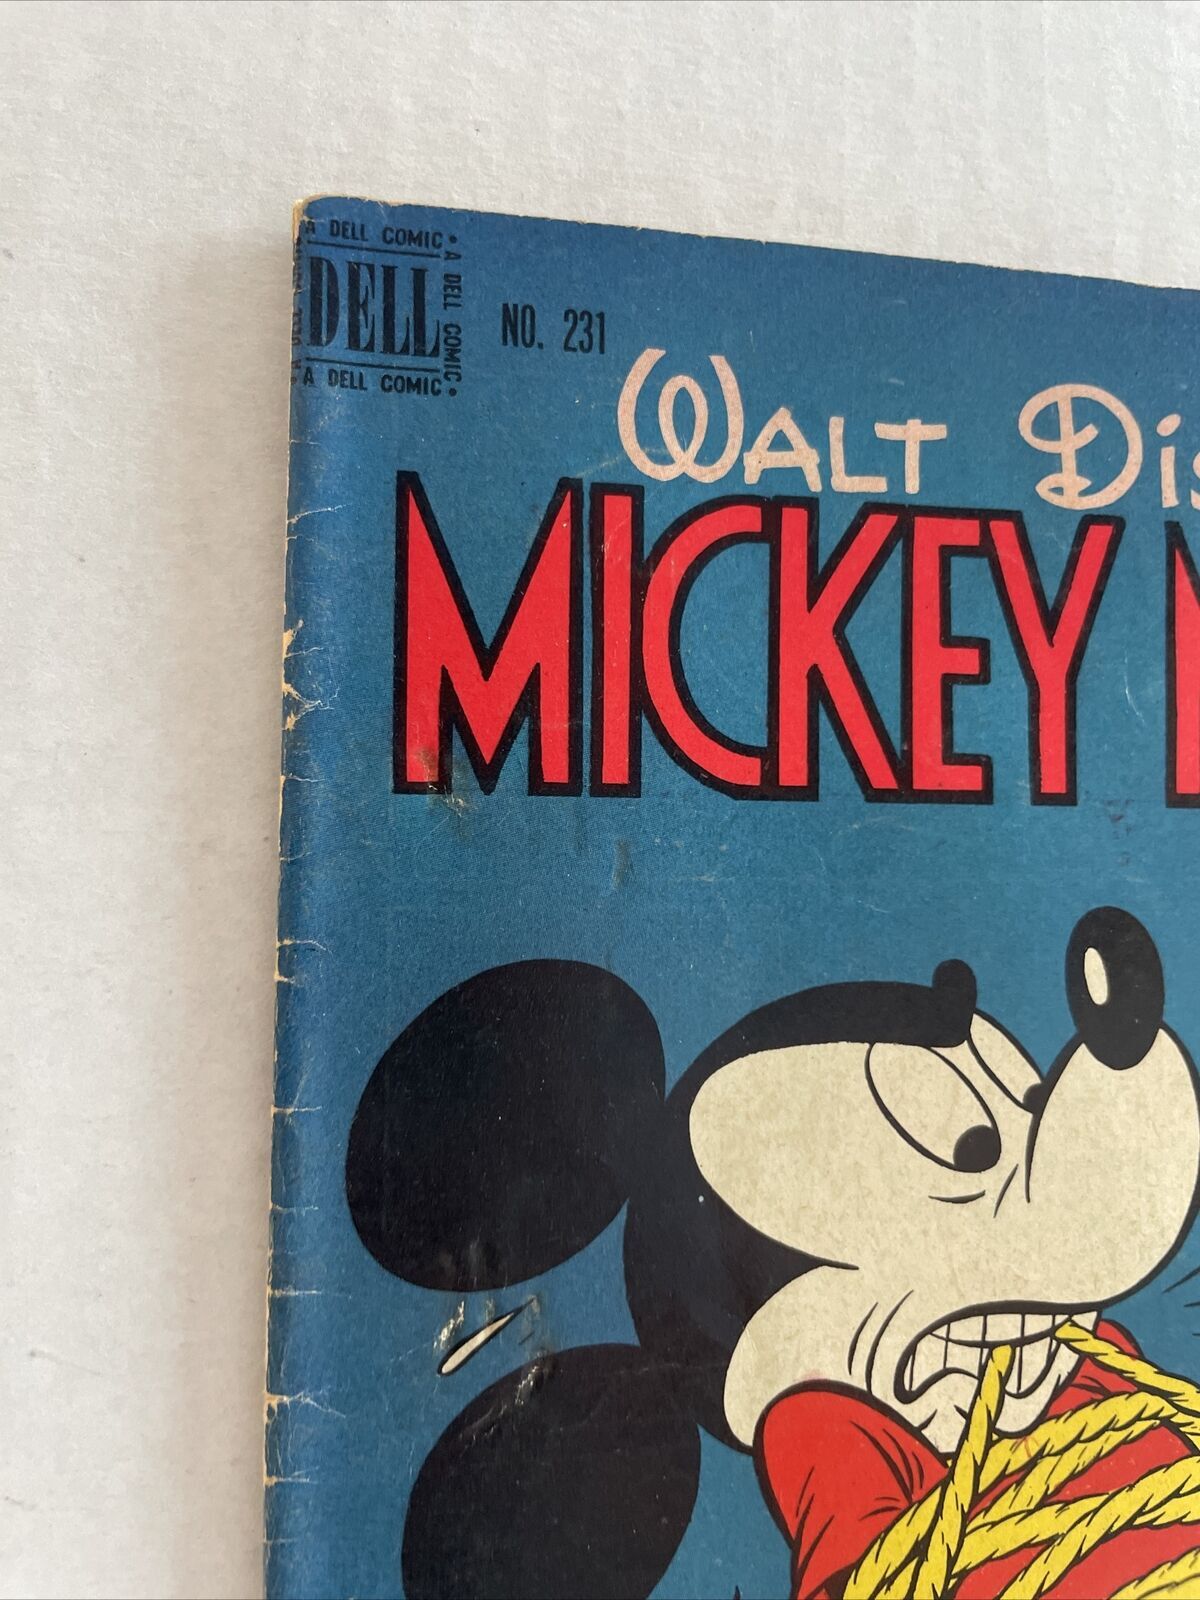 A DELL COMIC •
DELL
A DELL COMIC •
A DELL COMIC •
NO. 231
WALT DIS
MICKEY